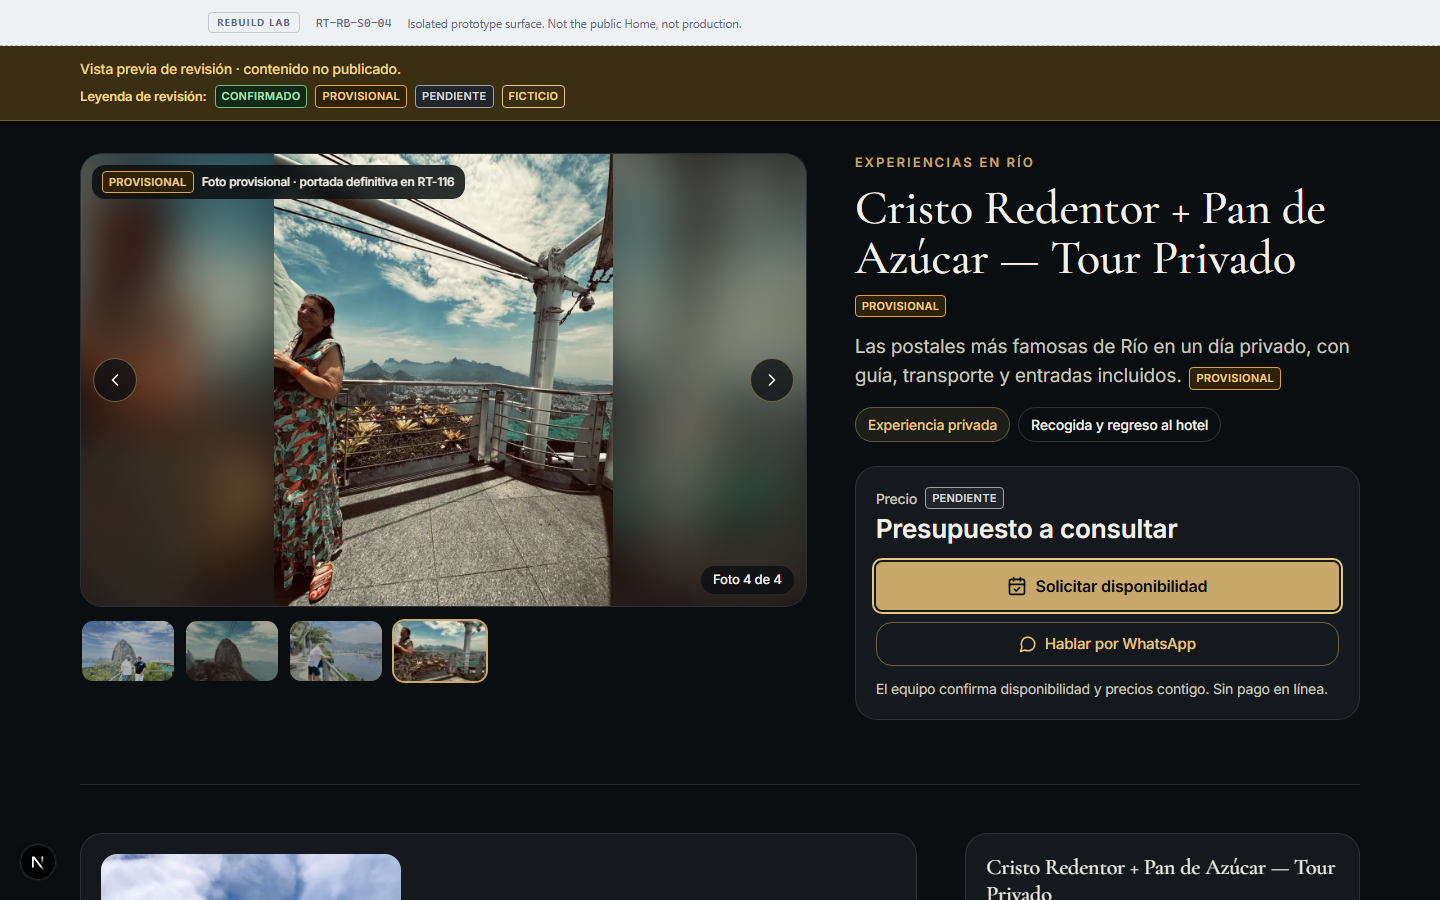 REBUILD LAB RT-RB-S0-04 Isolated prototype surface. Not the public Home, not production.
Vista previa de revisión · contenido no publicado.
Leyenda de revisión: CONFIRMADO PROVISIONAL PENDIENTE FICTICIO
PROVISIONAL Foto provisional · portada definitiva en RT-116
Foto 4 de 4
EXPERIENCIAS EN RÍO
Cristo Redentor + Pan de
Azúcar — Tour Privado
PROVISIONAL
Las postales más famosas de Río en un día privado, con
guía, transporte y entradas incluidos. PROVISIONAL
Experiencia privada Recogida y regreso al hotel
Precio PENDIENTE
Presupuesto a consultar
Solicitar disponibilidad
Hablar por WhatsApp
El equipo confirma disponibilidad y precios contigo. Sin pago en línea.
N
Cristo Redentor + Pan de Azúcar — Tour
Privado